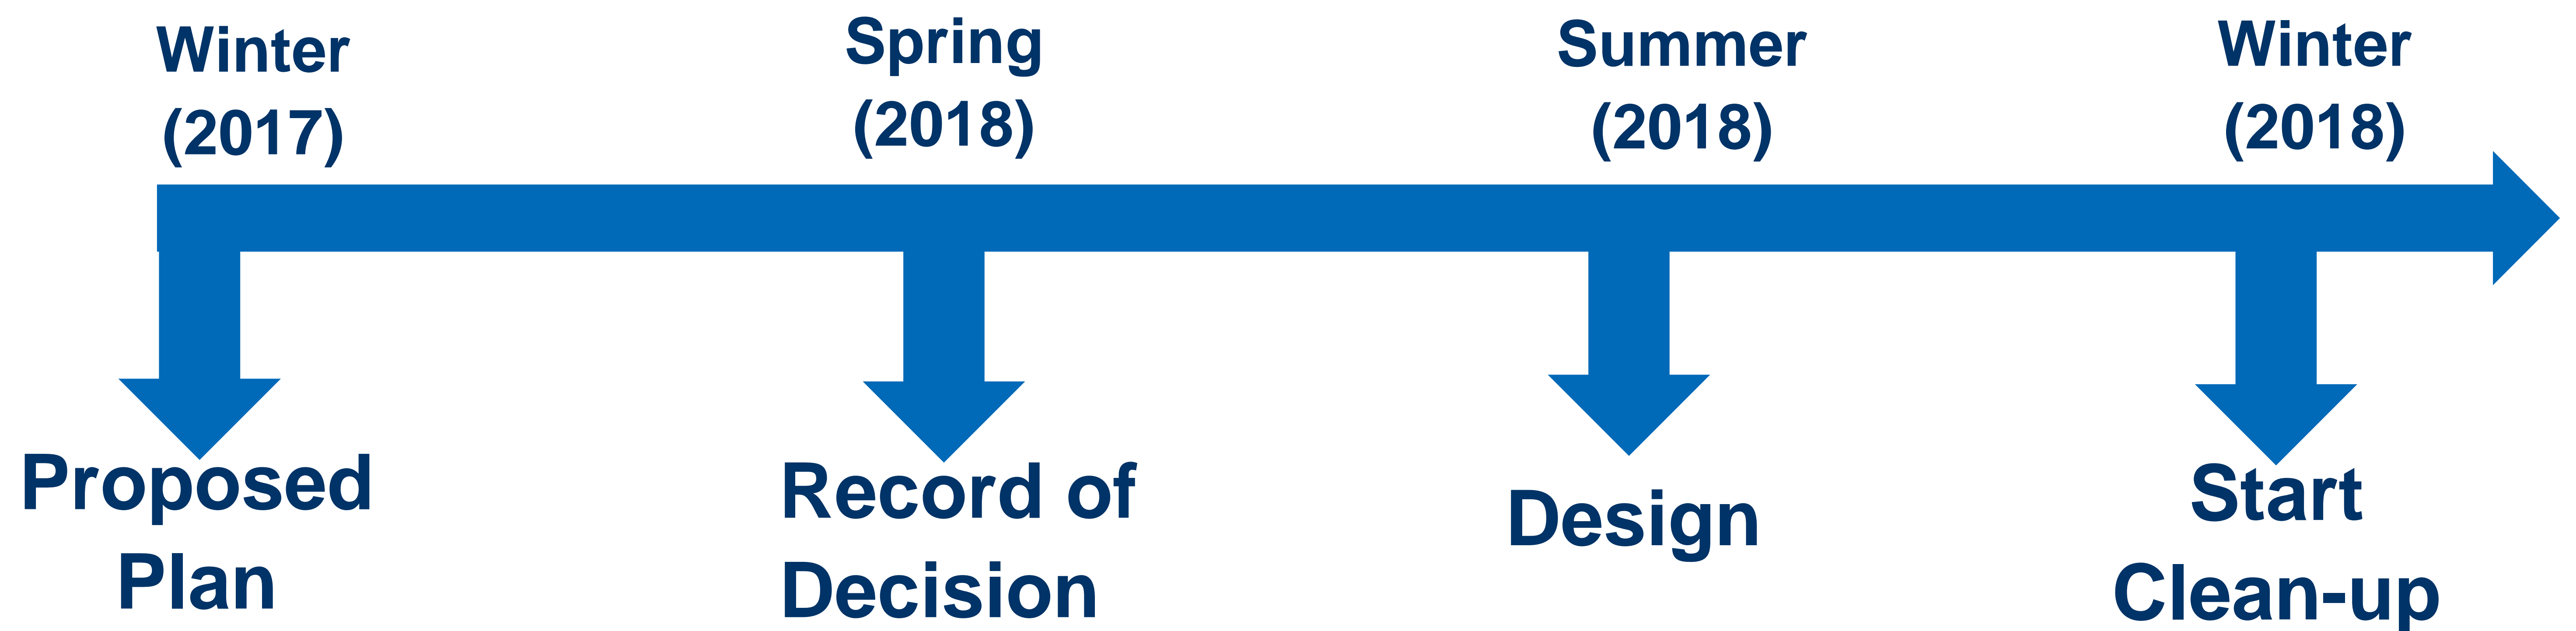 Winter
(2017)
Spring
(2018)
Summer
(2018)
Winter
(2018)
Proposed
Plan
Record of
Decision
Design
Start
Clean-up